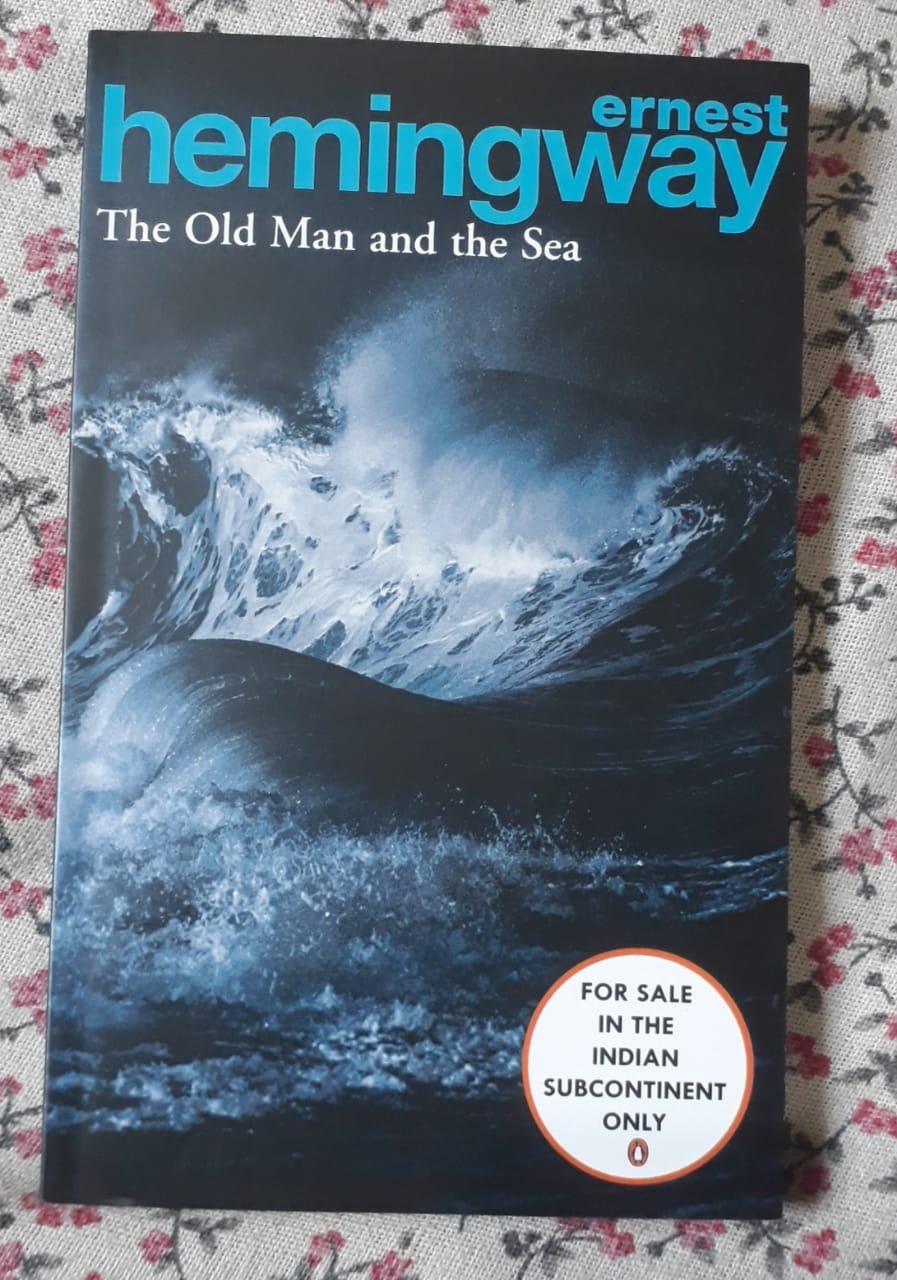 ernest
hemingway
The Old Man and the Sea
FOR SALE
IN THE
INDIAN
SUBCONTINENT
ONLY